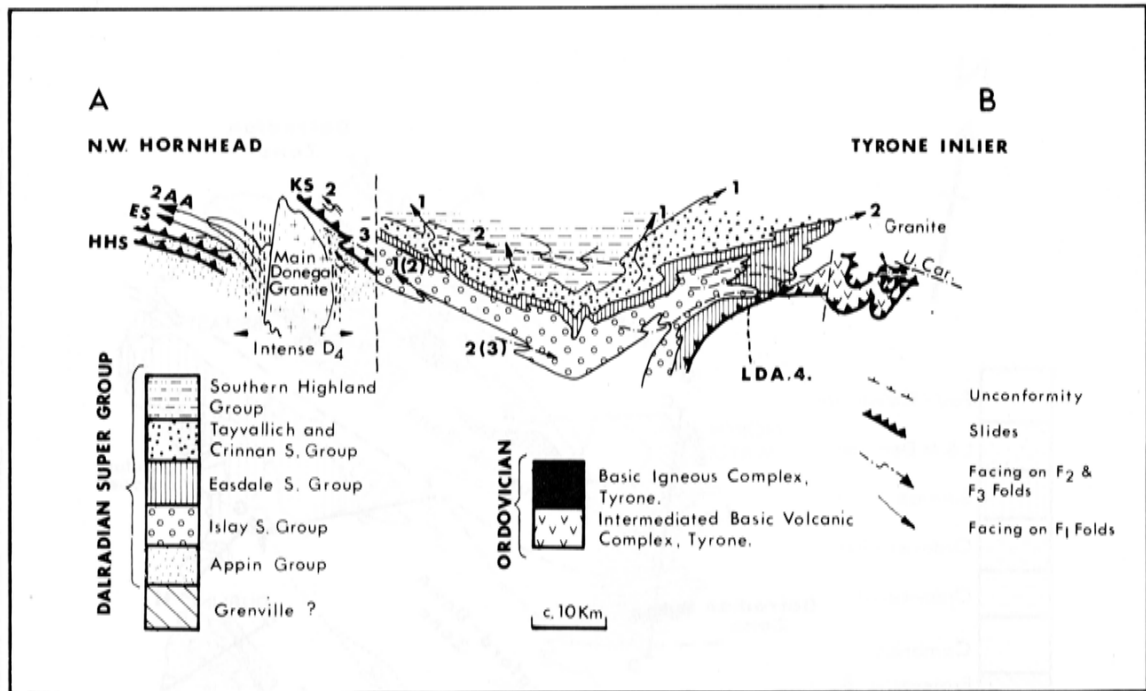 A
B
N.W. HORNHEAD
TYRONE INLIER
2AA
ES
HHS
KS
2
3
1
2
1
1
2
Granite
U. Car.
Main
Donegal
Granite
1(2)
2(3)
Intense D4
LDA.4.
DALRADIAN SUPER GROUP
Southern Highland
Group
Tayvallich and
Crinnan S. Group
Easdale S. Group
Islay S. Group
Appin Group
Grenville ?
ORDOVICIAN
Basic Igneous Complex,
Tyrone.
Intermediated Basic Volcanic
Complex, Tyrone.
c. 10 Km
Unconformity
Slides
Facing on F2 &
F3 Folds
Facing on F1 Folds